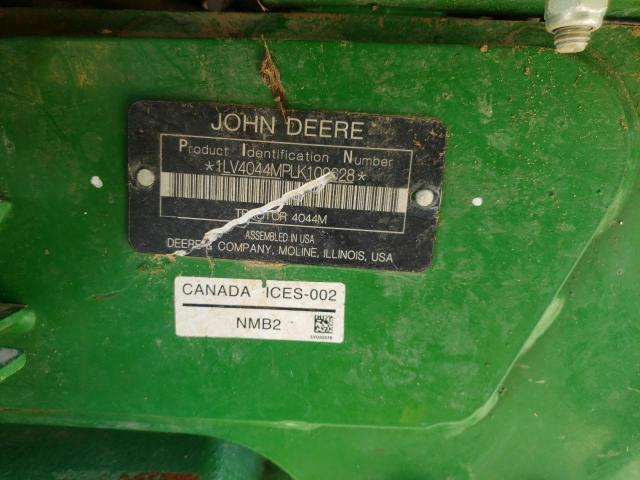 JOHN DEERE
Product Identification Number
*1LV4044MPLK100628*
TRACTOR 4044M
ASSEMBLED IN USA
DEERE & COMPANY, MOLINE, ILLINOIS, USA
CANADA ICES-002
NMB2